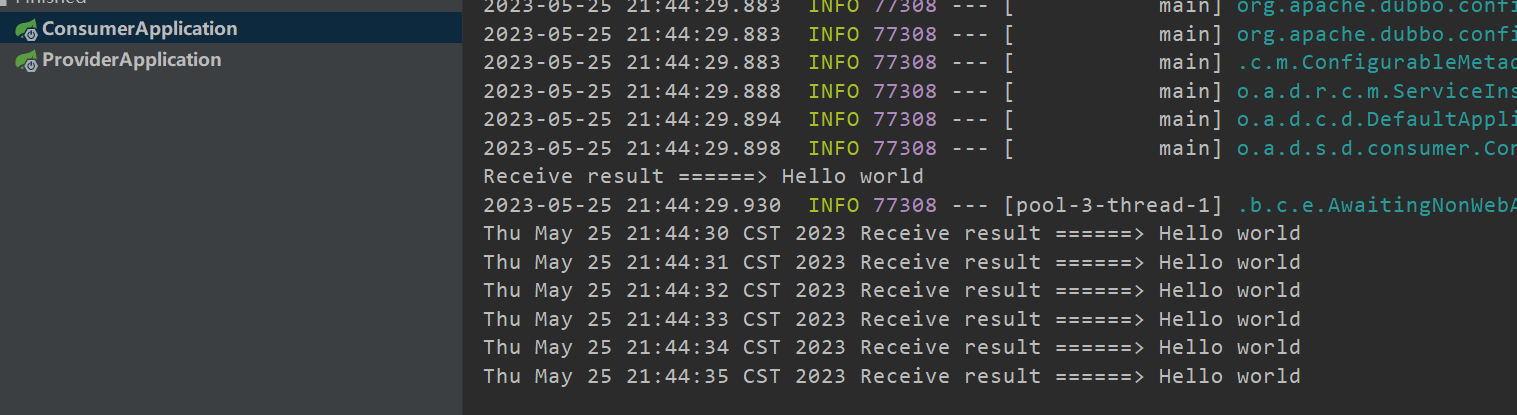 Finished
ConsumerApplication
ProviderApplication
2023-05-25 21:44:29.883  INFO 77308 --- [           main] org.apache.dubbo.conf
2023-05-25 21:44:29.883  INFO 77308 --- [           main] org.apache.dubbo.conf
2023-05-25 21:44:29.883  INFO 77308 --- [           main] .c.m.ConfigurableMetad
2023-05-25 21:44:29.888  INFO 77308 --- [           main] o.a.d.r.c.m.ServiceIns
2023-05-25 21:44:29.894  INFO 77308 --- [           main] o.a.d.c.d.DefaultAppli
2023-05-25 21:44:29.898  INFO 77308 --- [           main] o.a.d.s.d.consumer.Con
Receive result ======> Hello world
2023-05-25 21:44:29.930  INFO 77308 --- [pool-3-thread-1] .b.c.e.AwaitingNonWebA
Thu May 25 21:44:30 CST 2023 Receive result ======> Hello world
Thu May 25 21:44:31 CST 2023 Receive result ======> Hello world
Thu May 25 21:44:32 CST 2023 Receive result ======> Hello world
Thu May 25 21:44:33 CST 2023 Receive result ======> Hello world
Thu May 25 21:44:34 CST 2023 Receive result ======> Hello world
Thu May 25 21:44:35 CST 2023 Receive result ======> Hello world